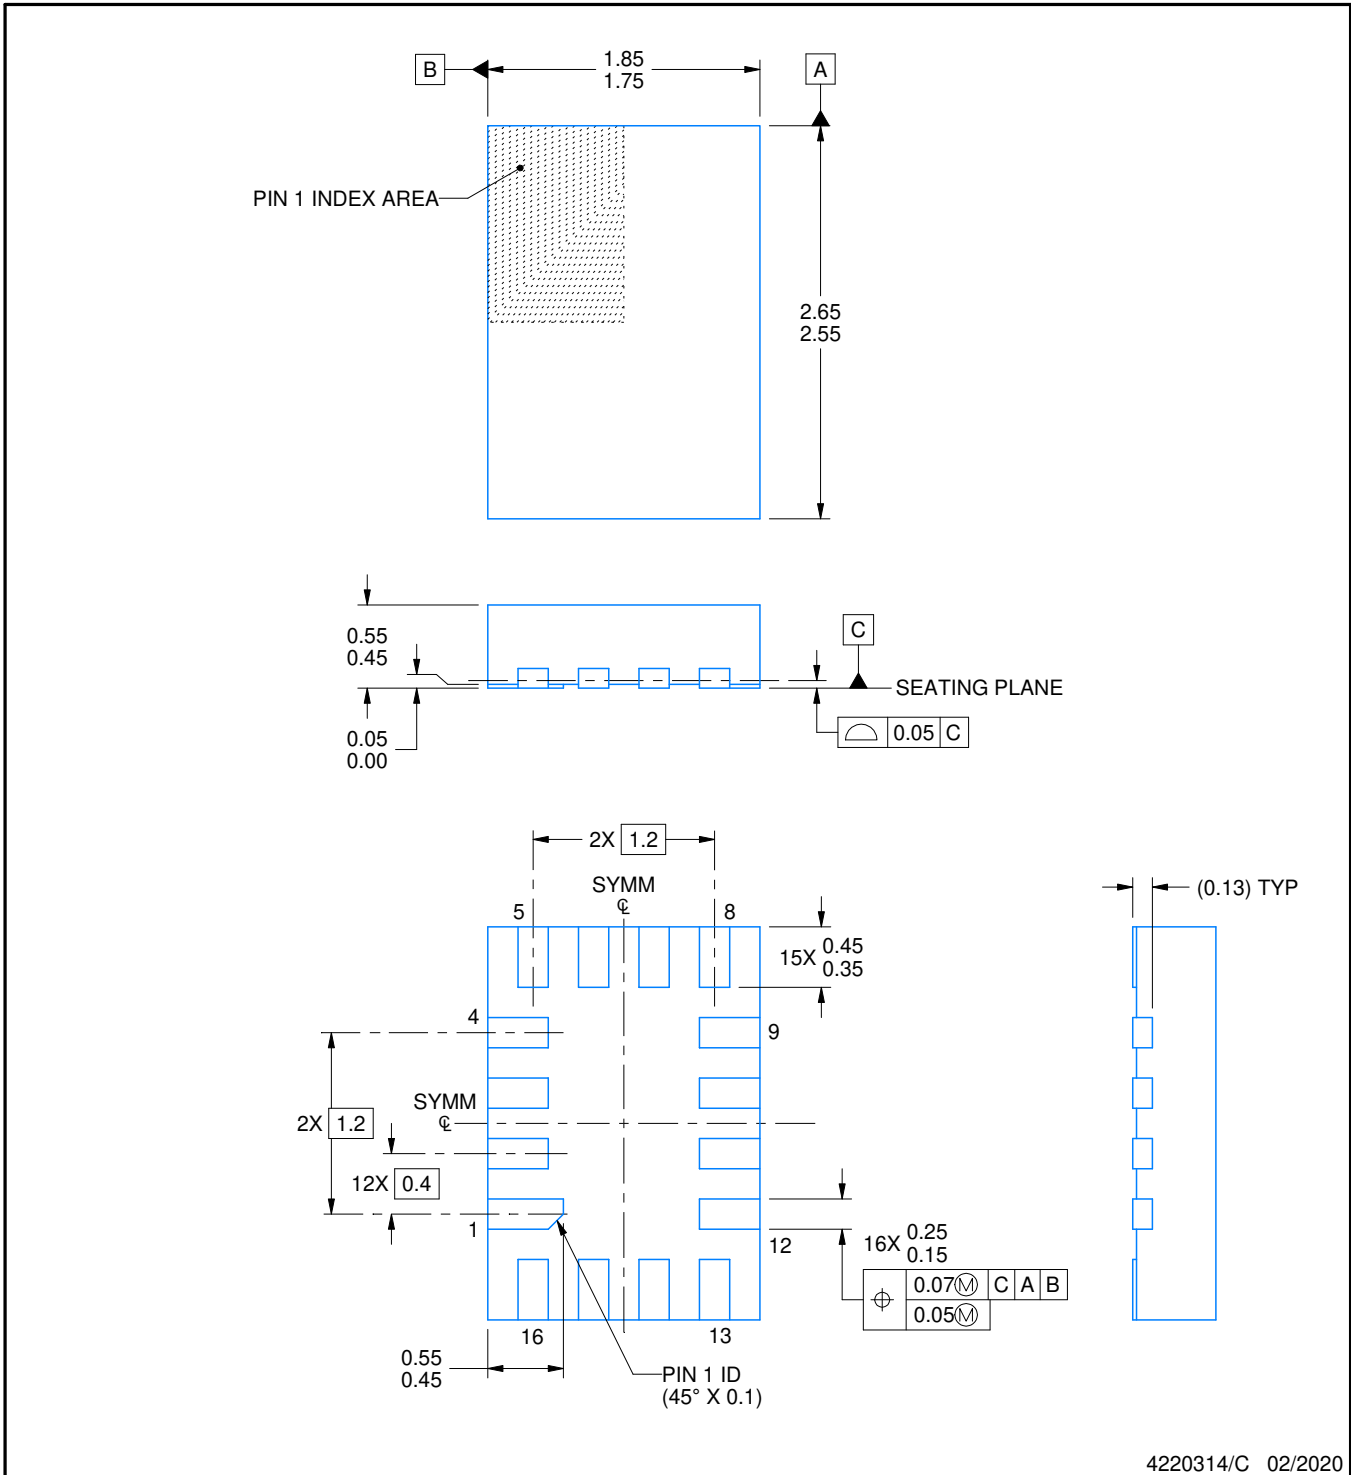 B
1.85
1.75
A
PIN 1 INDEX AREA
2.65
2.55
0.55
0.45
C
SEATING PLANE
0.05
0.00
0.05 C
2X 1.2
SYMM
℄
5
8
(0.13) TYP
15X 0.45
0.35
4
9
SYMM
℄
2X 1.2
12X 0.4
1
12
16X 0.25
0.15
0.07Ⓜ C A B
0.05Ⓜ
16
13
0.55
0.45
PIN 1 ID
(45° X 0.1)
4220314/C 02/2020